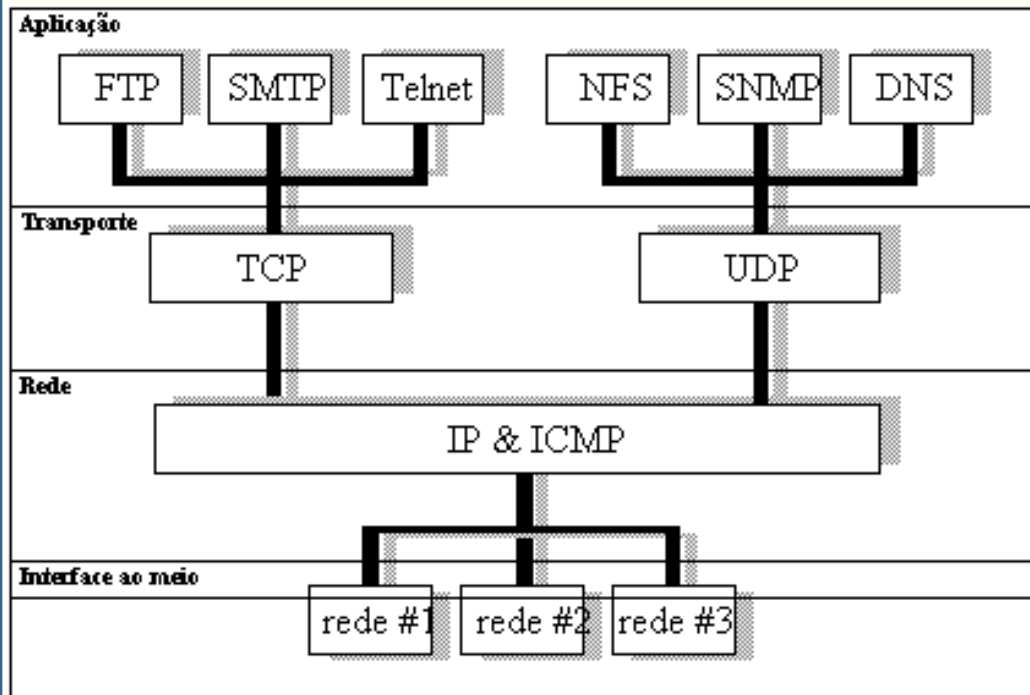 Aplicação
FTP SMTP Telnet NFS SNMP DNS
Transporte
TCP UDP
Rede
IP & ICMP
Interface ao meio
rede #1 rede #2 rede #3